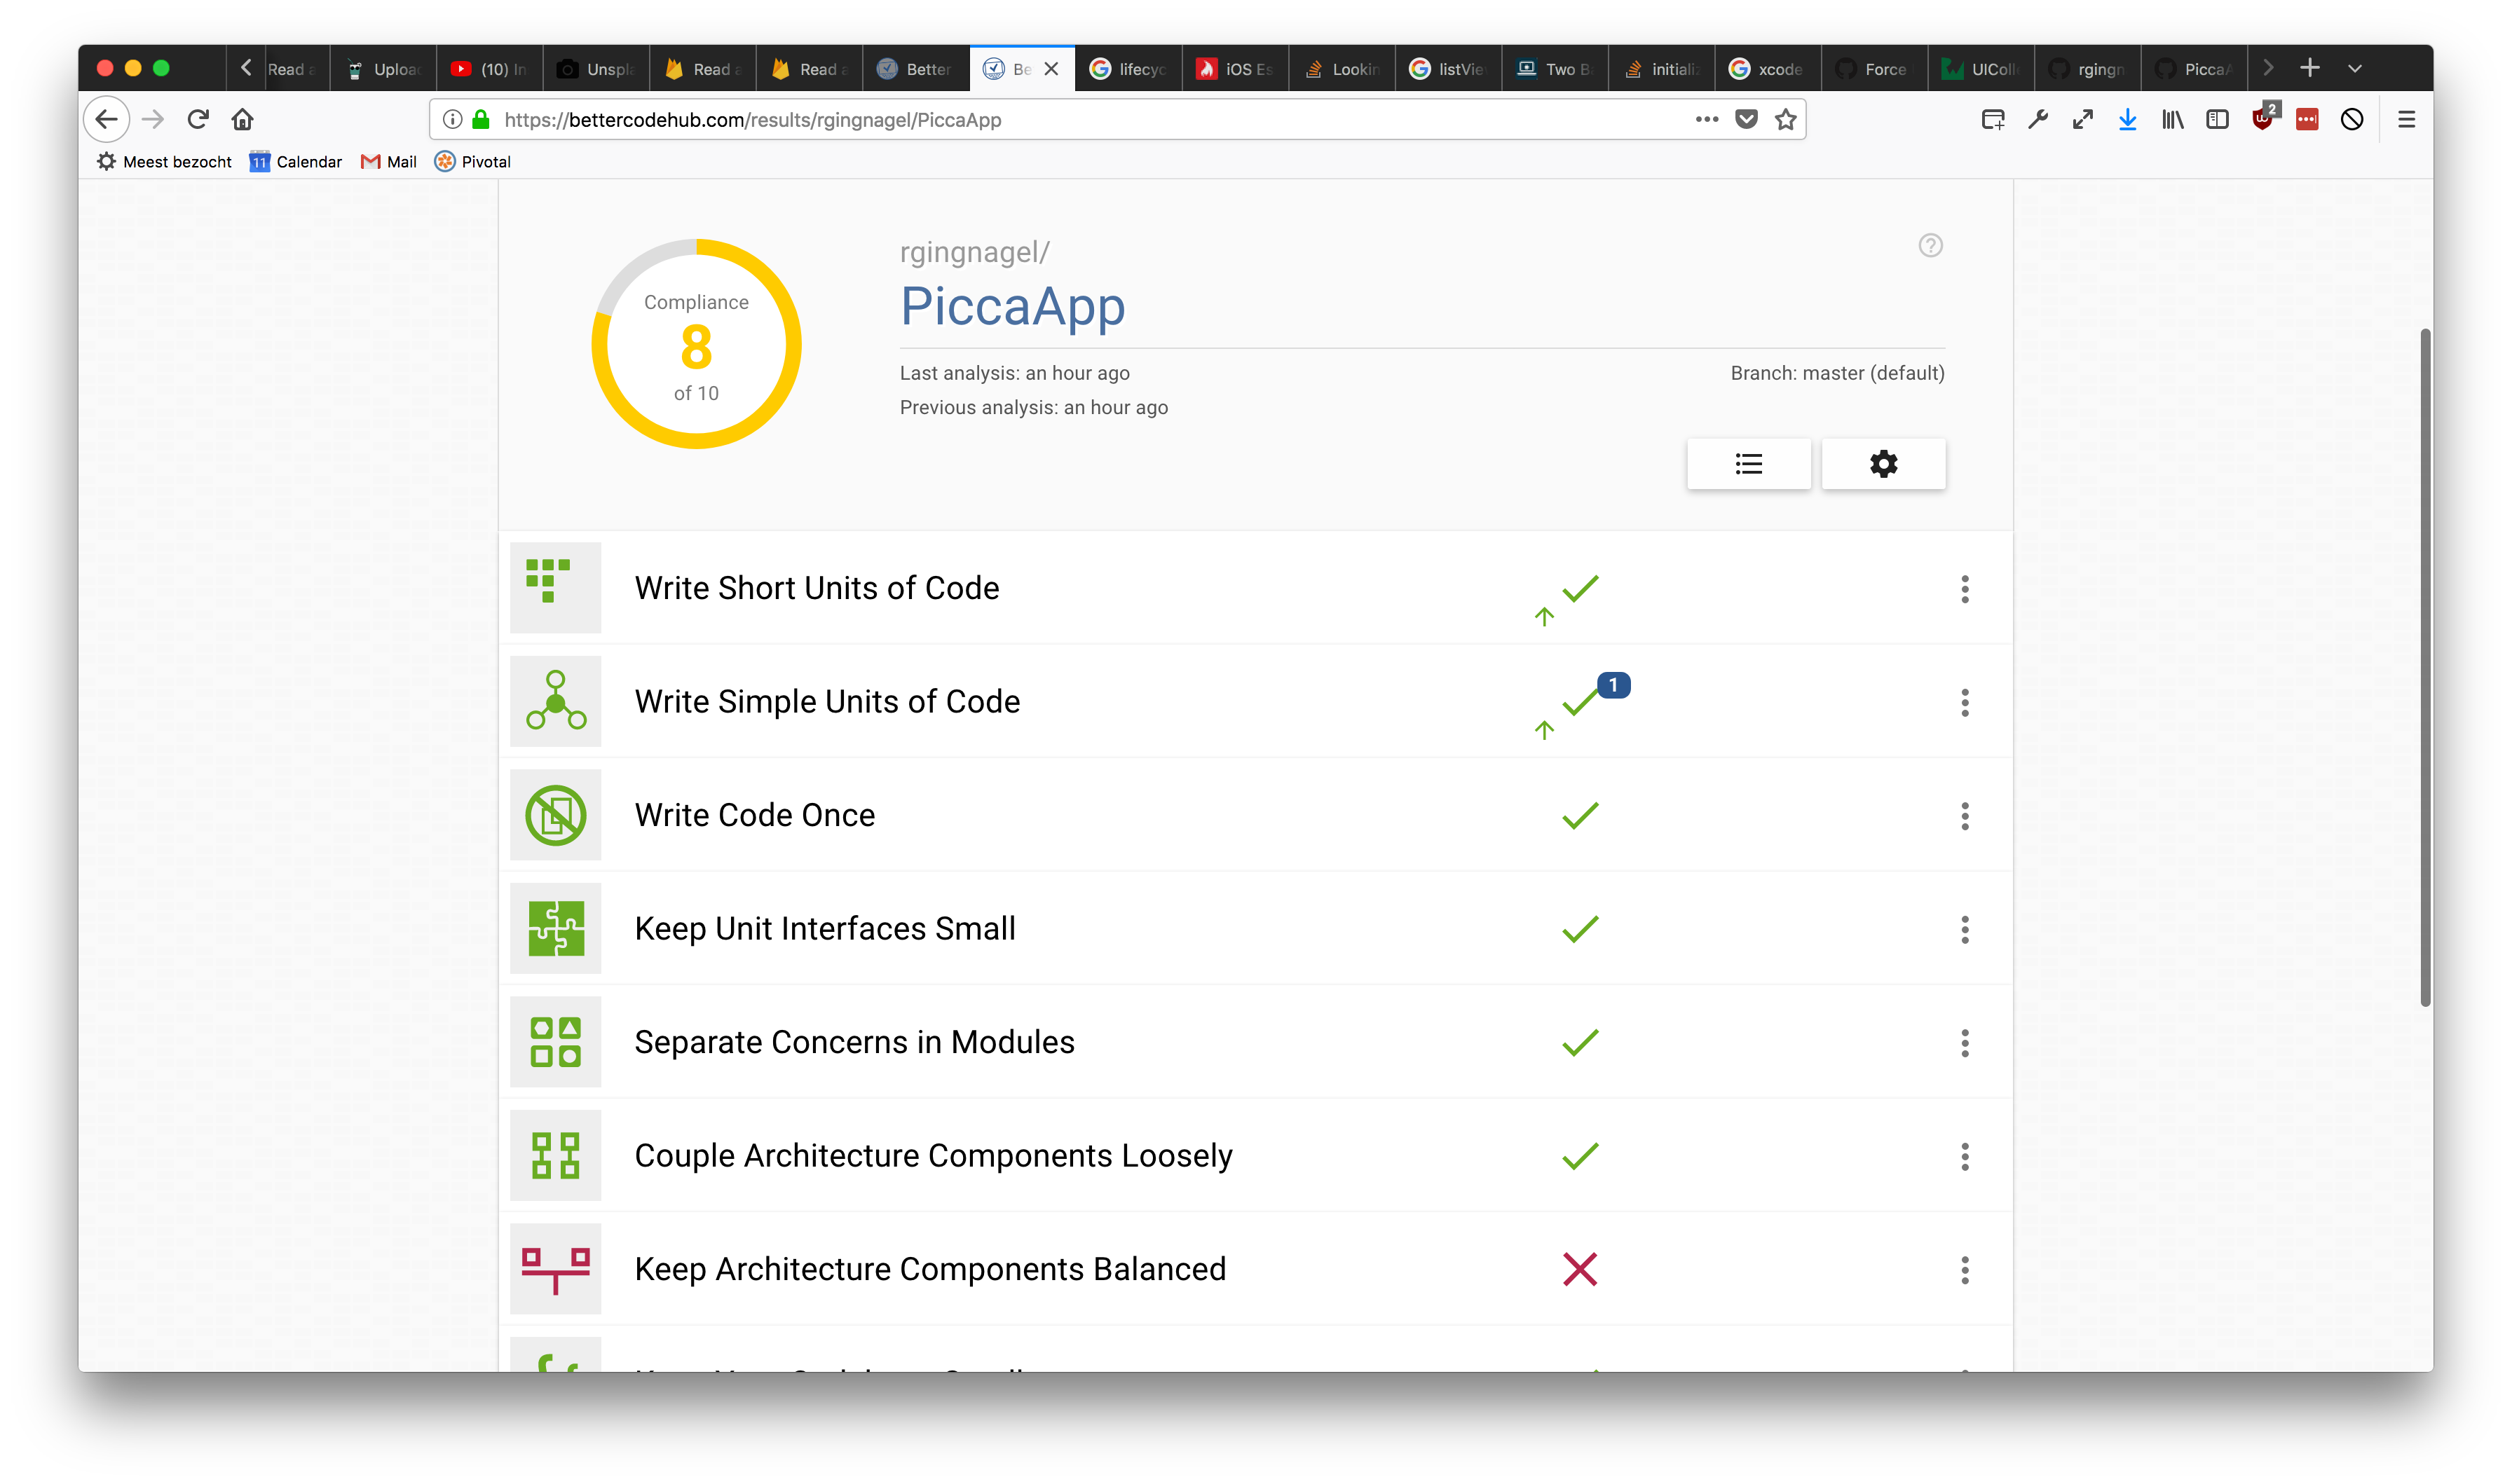 Read
Uploa
(10) In
Unspla
Read a
Read a
Better
Be
lifecyc
iOS Es
Lookin
listVie
Two B
initializ
xcode
Force
UIColl
rgingn
PiccaA
https://bettercodehub.com/results/rgingnagel/PiccaApp
2
Meest bezocht
11
Calendar
Mail
Pivotal
Compliance
8
of 10
rgingnagel/
PiccaApp
Last analysis: an hour ago
Branch: master (default)
Previous analysis: an hour ago
Write Short Units of Code
Write Simple Units of Code
1
Write Code Once
Keep Unit Interfaces Small
Separate Concerns in Modules
Couple Architecture Components Loosely
Keep Architecture Components Balanced